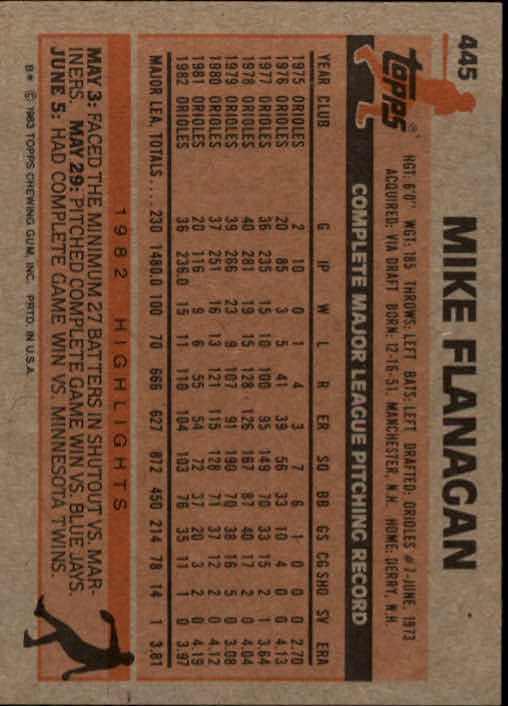 445
MIKE FLANAGAN
topps®
HGT: 6'0" WGT: 185 THROWS: LEFT BATS: LEFT DRAFTED: ORIOLES #7-JUNE, 1973
ACQUIRED: VIA DRAFT BORN: 12-16-51, MANCHESTER, N.H. HOME: DERRY, N.H.
COMPLETE MAJOR LEAGUE PITCHING RECORD
YEAR CLUB G IP W L R ER SO BB GS CG SHO SV ERA
1975 ORIOLES 2 10 0 1 4 3 7 6 1 0 0 0 2.70
1976 ORIOLES 20 85 3 5 41 39 56 33 10 4 0 0 4.13
1977 ORIOLES 36 235 15 10 100 95 149 70 33 15 2 1 3.64
1978 ORIOLES 40 281 19 15 128 126 167 87 40 17 2 0 4.04
1979 ORIOLES 39 266 23 9 107 91 190 70 38 16 5 0 3.08
1980 ORIOLES 37 251 16 13 121 115 128 71 37 12 2 0 4.12
1981 ORIOLES 20 116 9 6 55 54 72 37 20 3 2 0 4.19
1982 ORIOLES 36 236.0 15 11 110 104 103 76 35 11 1 0 3.97
MAJOR LEA. TOTALS .... 230 1480.0 100 70 666 627 872 450 214 78 14 1 3.81
1982 HIGHLIGHTS
MAY 3: FACED THE MINIMUM 27 BATTERS IN SHUTOUT VS. MAR-
INERS. MAY 29: PITCHED COMPLETE GAME WIN VS. BLUE JAYS.
JUNE 5: HAD COMPLETE GAME WIN VS. MINNESOTA TWINS.
B* © 1983 TOPPS CHEWING GUM, INC. PRTD. IN U.S.A.